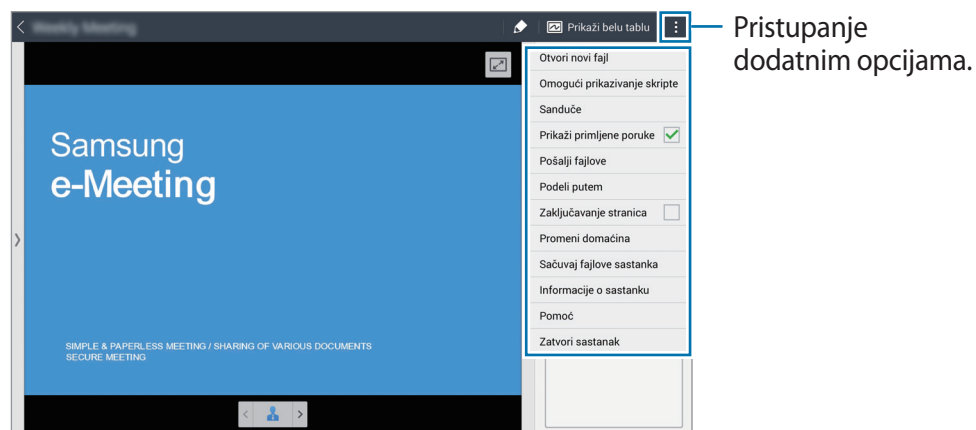 Prikaži belu tablu
Pristupanje
dodatnim opcijama.
Otvori novi fajl
Omogući prikazivanje skripte
Sanduče
Prikaži primljene poruke
Pošalji fajlove
Podeli putem
Zaključavanje stranica
Promeni domaćina
Sačuvaj fajlove sastanka
Informacije o sastanku
Pomoć
Zatvori sastanak
Samsung
e-Meeting
SIMPLE & PAPERLESS MEETING / SHARING OF VARIOUS DOCUMENTS
SECURE MEETING